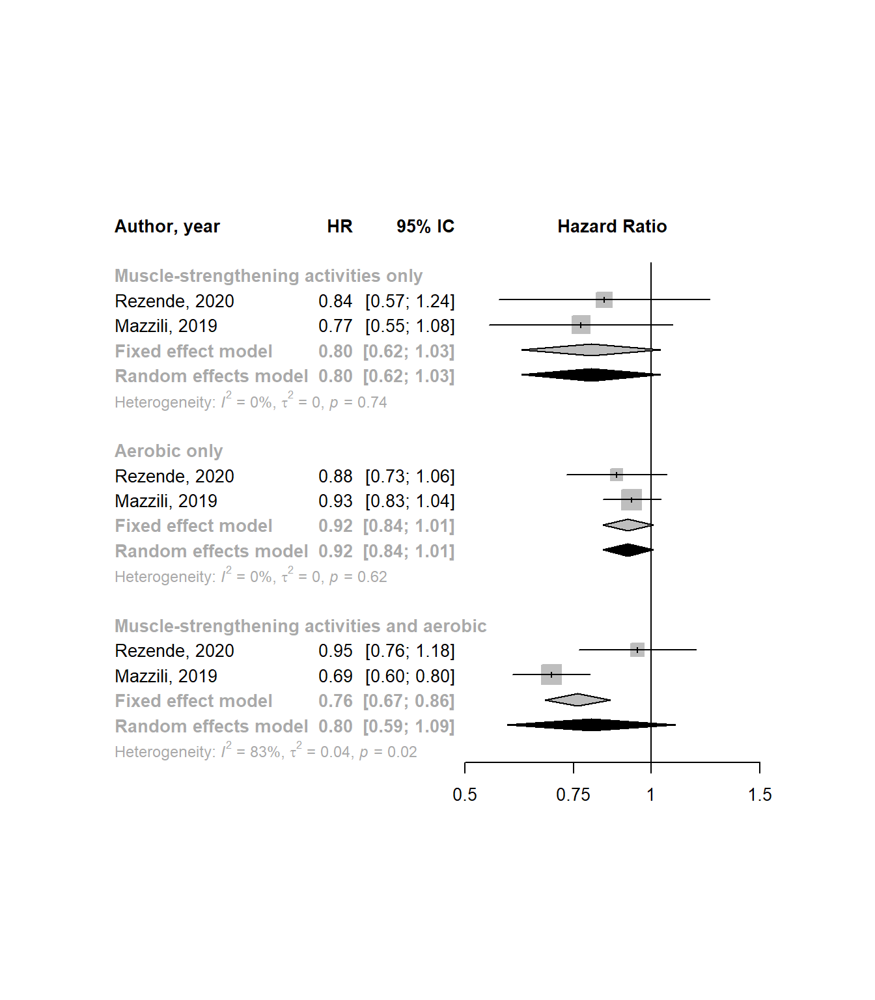 Author, year HR 95% IC Hazard Ratio
Muscle-strengthening activities only
Rezende, 2020 0.84 [0.57; 1.24]
Mazzili, 2019 0.77 [0.55; 1.08]
Fixed effect model 0.80 [0.62; 1.03]
Random effects model 0.80 [0.62; 1.03]
Heterogeneity: I² = 0%, τ² = 0, p = 0.74
Aerobic only
Rezende, 2020 0.88 [0.73; 1.06]
Mazzili, 2019 0.93 [0.83; 1.04]
Fixed effect model 0.92 [0.84; 1.01]
Random effects model 0.92 [0.84; 1.01]
Heterogeneity: I² = 0%, τ² = 0, p = 0.62
Muscle-strengthening activities and aerobic
Rezende, 2020 0.95 [0.76; 1.18]
Mazzili, 2019 0.69 [0.60; 0.80]
Fixed effect model 0.76 [0.67; 0.86]
Random effects model 0.80 [0.59; 1.09]
Heterogeneity: I² = 83%, τ² = 0.04, p = 0.02
0.5 0.75 1 1.5